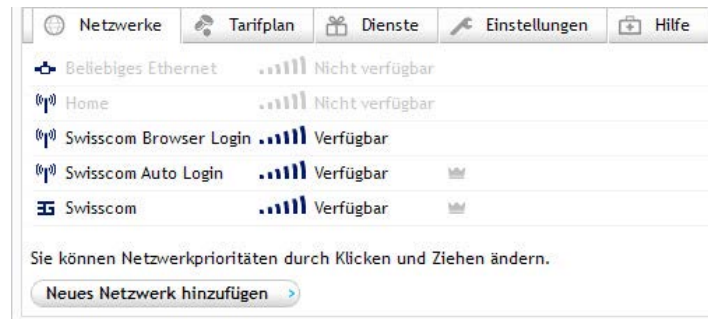 Netzwerke Tarifplan Dienste Einstellungen Hilfe
Beliebiges Ethernet Nicht verfügbar
Home Nicht verfügbar
Swisscom Browser Login Verfügbar
Swisscom Auto Login Verfügbar
3G Swisscom Verfügbar
Sie können Netzwerkprioritäten durch Klicken und Ziehen ändern.
Neues Netzwerk hinzufügen